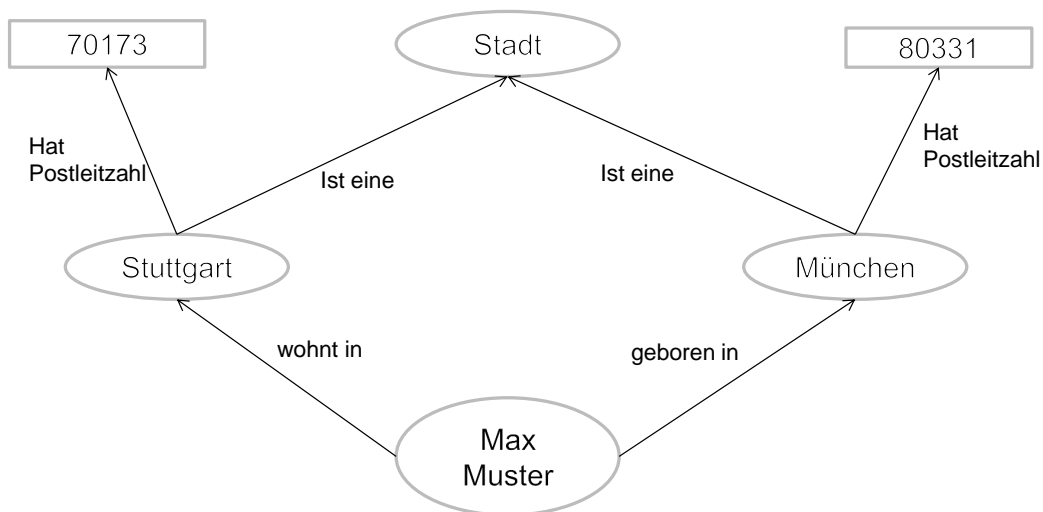 70173
Stadt
80331
Hat
Postleitzahl
Ist eine
Ist eine
Hat
Postleitzahl
Stuttgart
München
wohnt in
geboren in
Max
Muster